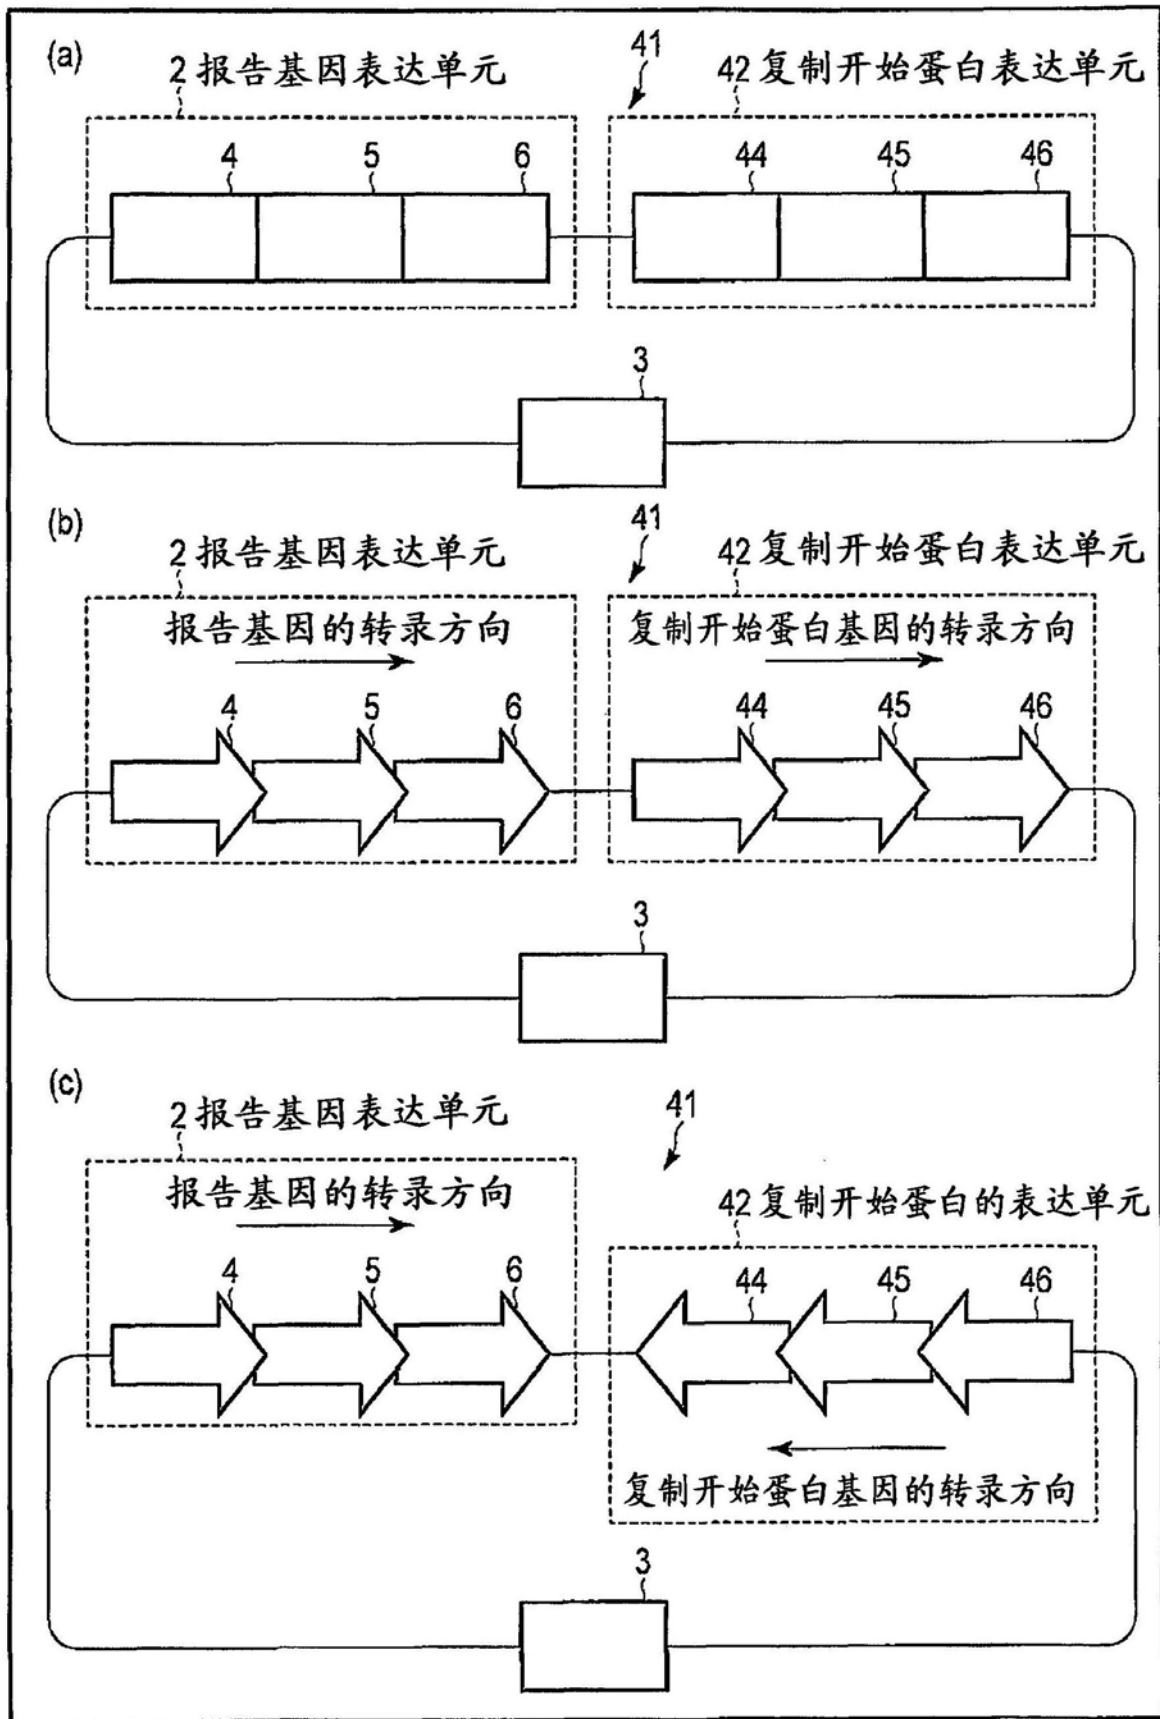 (a)
41
2 报告基因表达单元
42 复制开始蛋白表达单元
4 5 6 44 45 46
3
(b)
41
2 报告基因表达单元
42 复制开始蛋白表达单元
报告基因的转录方向
复制开始蛋白基因的转录方向
4 5 6 44 45 46
3
(c)
2 报告基因表达单元
41
报告基因的转录方向
42 复制开始蛋白的表达单元
4 5 6 44 45 46
复制开始蛋白基因的转录方向
3